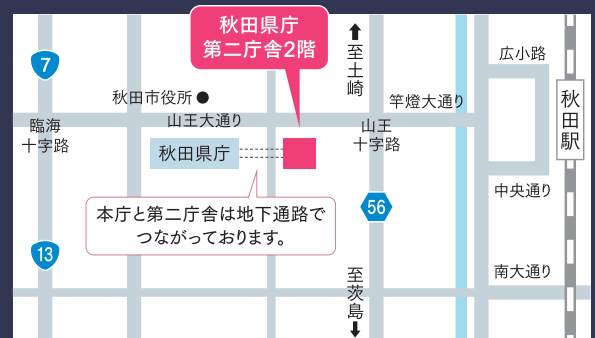 秋田県庁
第二庁舎2階
7
至土崎
広小路
秋田市役所
竿燈大通り
山王大通り
臨海
十字路
山王
十字路
秋田駅
秋田県庁
中央通り
本庁と第二庁舎は地下通路で
つながっております。
56
13
至茨島
南大通り